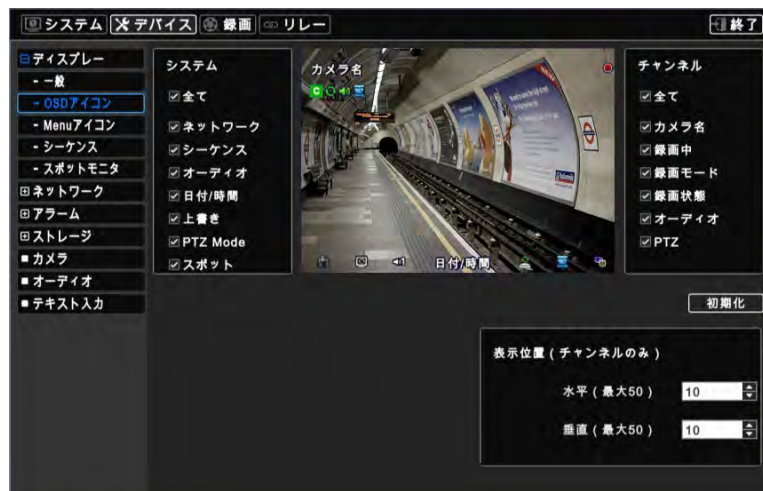 システム デバイス 録画 リレー 終了
ディスプレー
- 一般
- OSDアイコン
- Menuアイコン
- シーケンス
- スポットモニタ
ネットワーク
アラーム
ストレージ
カメラ
オーディオ
テキスト入力
システム
全て
ネットワーク
シーケンス
オーディオ
日付/時間
上書き
PTZ Mode
スポット
カメラ名
C
日付/時間
チャンネル
全て
カメラ名
録画中
録画モード
録画状態
オーディオ
PTZ
初期化
表示位置(チャンネルのみ)
水平(最大50) 10
垂直(最大50) 10